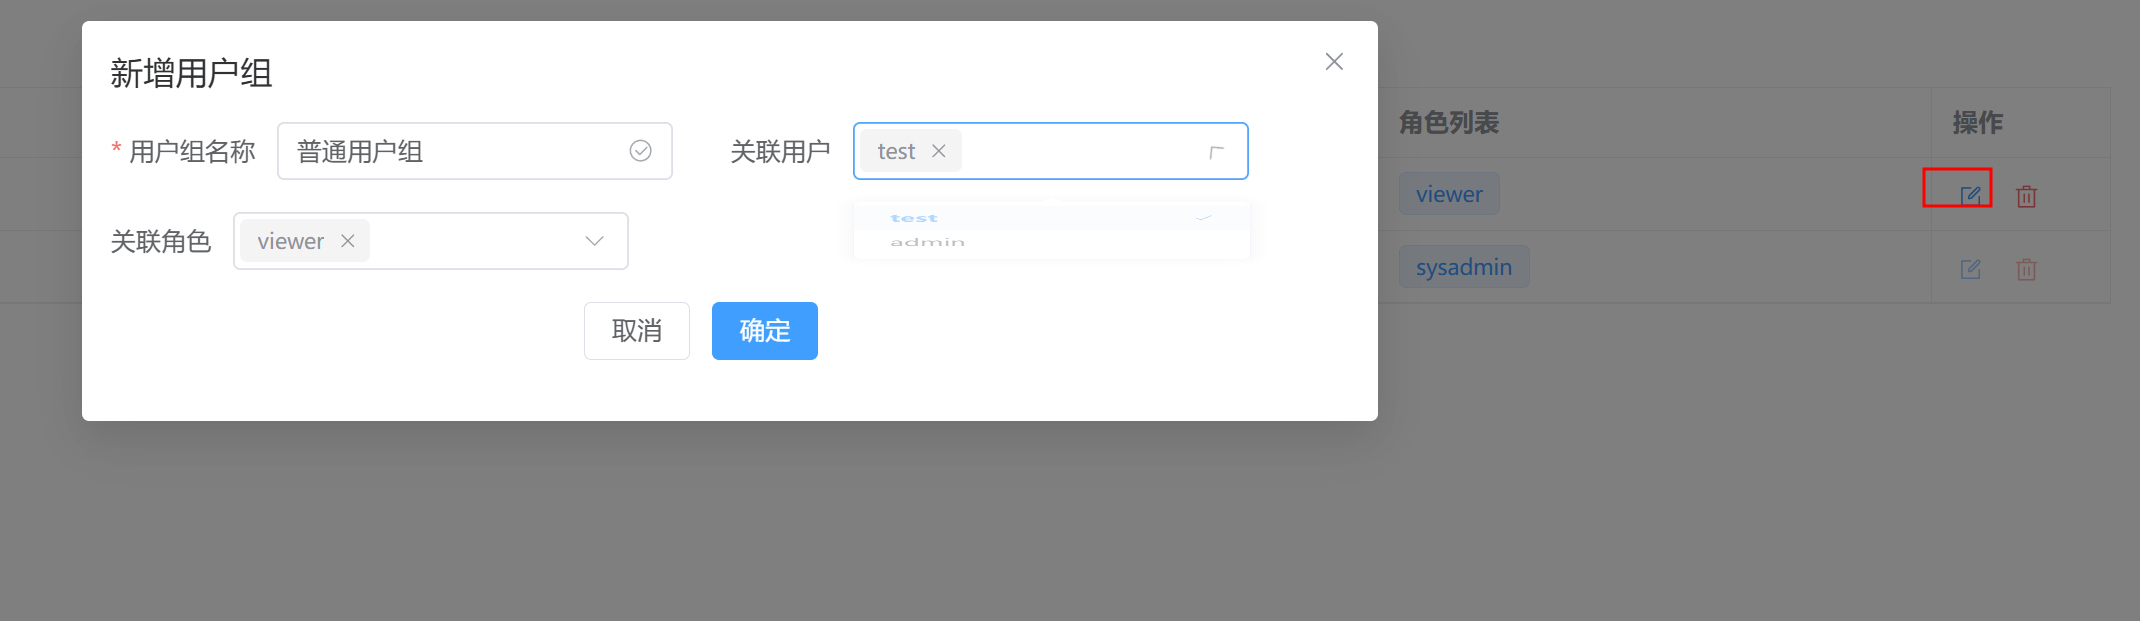 新增用户组
* 用户组名称 普通用户组 关联用户 test
test
admin
关联角色 viewer
取消 确定
角色列表 操作
viewer
sysadmin